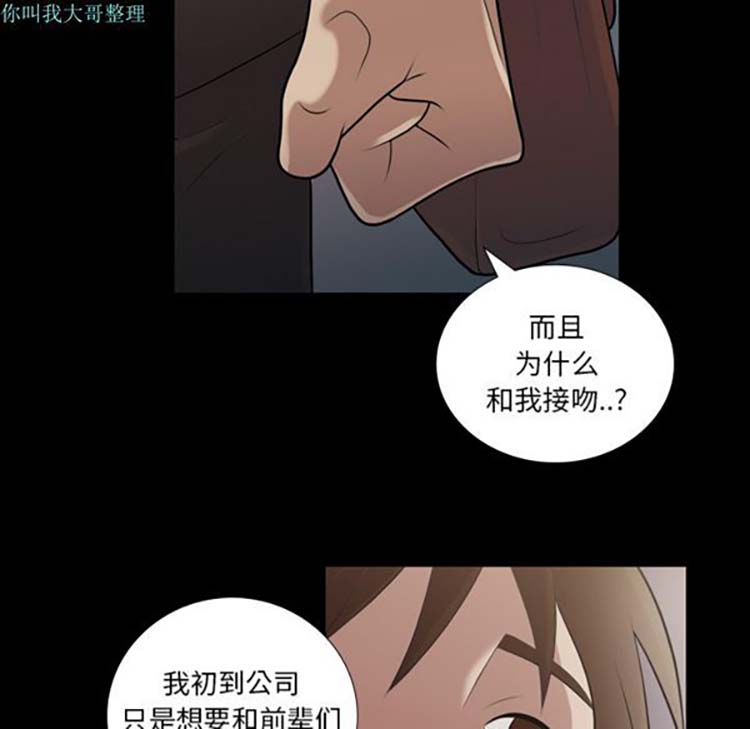 你叫我大哥整理
而且
为什么
和我接吻..?
我初到公司
只是想要和前辈们